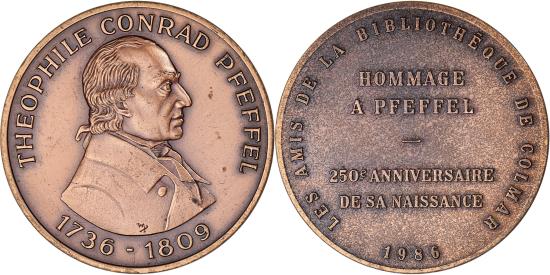 THEOPHILE CONRAD PFEFFEL
1736 - 1809
LES AMIS DE LA BIBLIOTHÈQUE DE COLMAR
HOMMAGE
A PFEFFEL
—
250e ANNIVERSAIRE
DE SA NAISSANCE
1986